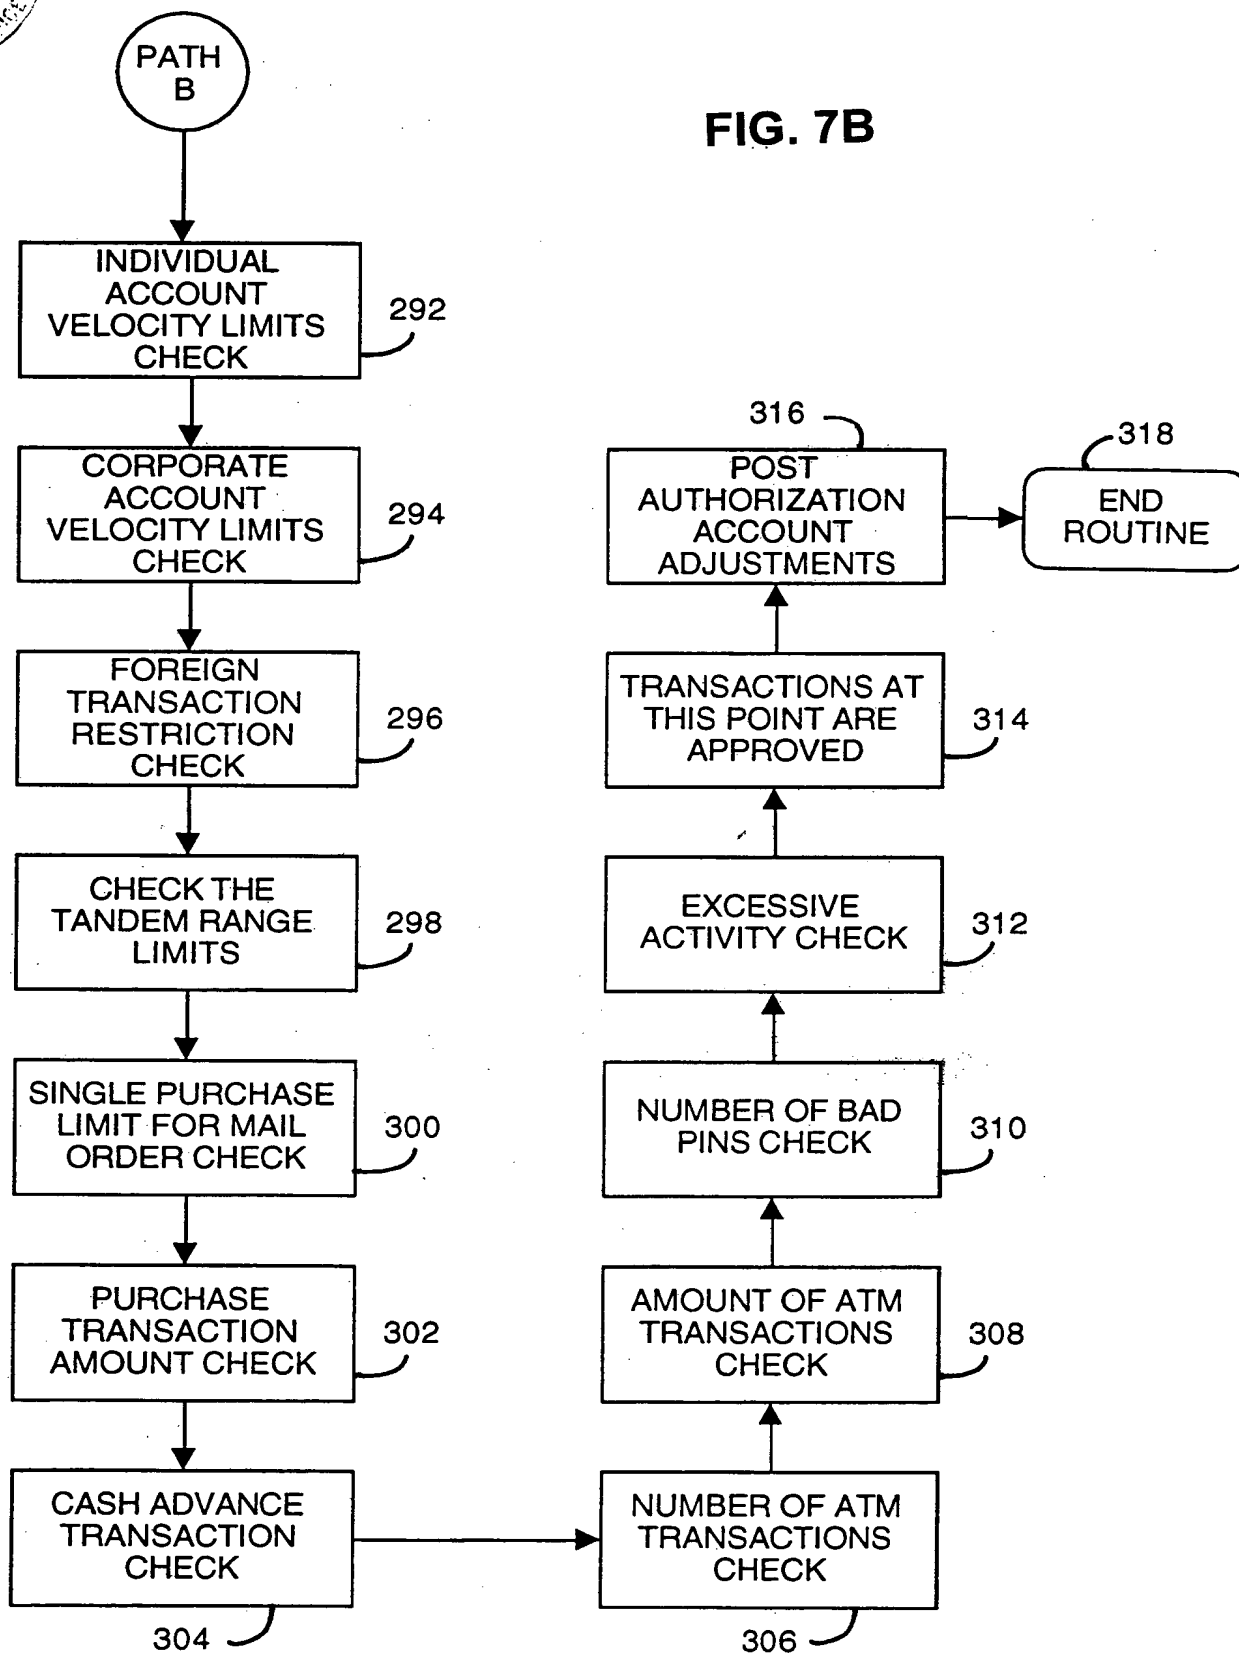 PATH
B
FIG. 7B
INDIVIDUAL
ACCOUNT
VELOCITY LIMITS
CHECK
292
CORPORATE
ACCOUNT
VELOCITY LIMITS
CHECK
294
FOREIGN
TRANSACTION
RESTRICTION
CHECK
296
CHECK THE
TANDEM RANGE
LIMITS
298
SINGLE PURCHASE
LIMIT FOR MAIL
ORDER CHECK
300
PURCHASE
TRANSACTION
AMOUNT CHECK
302
CASH ADVANCE
TRANSACTION
CHECK
304
NUMBER OF ATM
TRANSACTIONS
CHECK
306
AMOUNT OF ATM
TRANSACTIONS
CHECK
308
NUMBER OF BAD
PINS CHECK
310
EXCESSIVE
ACTIVITY CHECK
312
TRANSACTIONS AT
THIS POINT ARE
APPROVED
314
POST
AUTHORIZATION
ACCOUNT
ADJUSTMENTS
316
END
ROUTINE
318